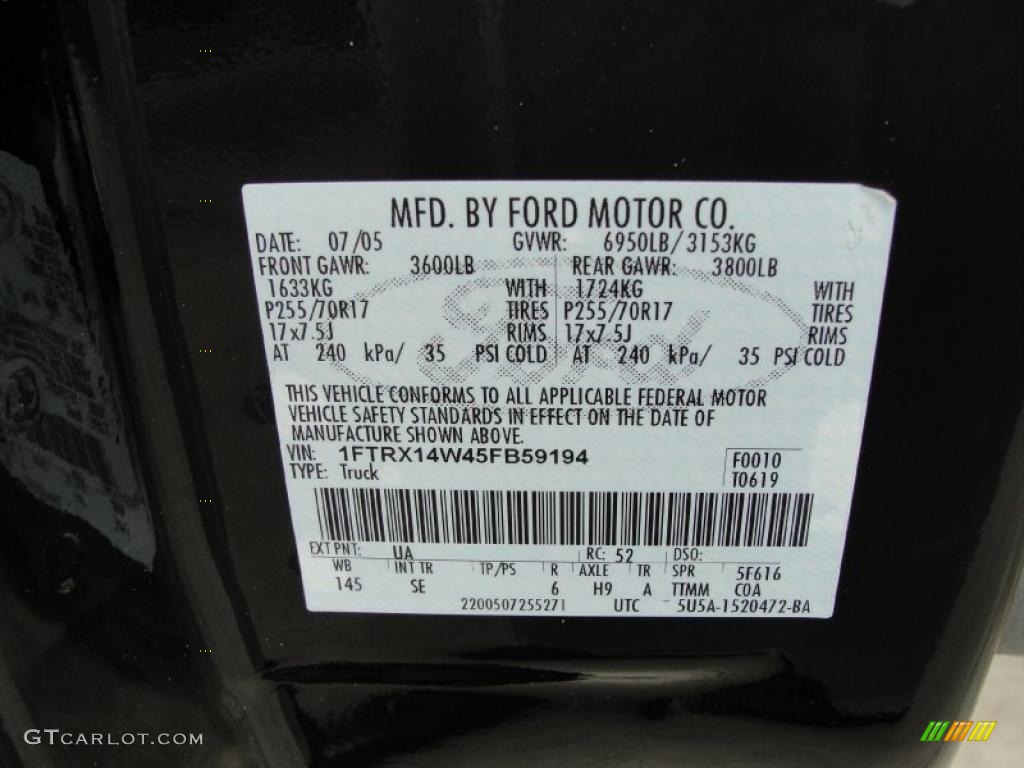 MFD. BY FORD MOTOR CO.
DATE: 07/05 GVWR: 6950LB/3153KG
FRONT GAWR: 3600LB REAR GAWR: 3800LB
1633KG WITH 1724KG WITH
P255/70R17 TIRES P255/70R17 TIRES
17x7.5J RIMS 17x7.5J RIMS
AT 240 kPa/ 35 PSI COLD AT 240 kPa/ 35 PSI COLD
Ford
THIS VEHICLE CONFORMS TO ALL APPLICABLE FEDERAL MOTOR
VEHICLE SAFETY STANDARDS IN EFFECT ON THE DATE OF
MANUFACTURE SHOWN ABOVE.
VIN: 1FTRX14W45FB59194 F0010
TYPE: Truck T0619
EXT PNT: UA RC: 52 DSO:
WB INT TR TP/PS R AXLE TR SPR 5F616
145 SE 6 H9 A TTMM COA
2200507255271 UTC 5U5A-1520472-BA
GTCARLOT.COM